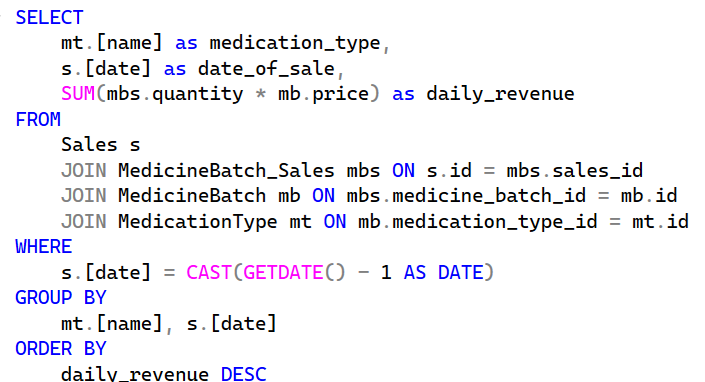 SELECT
mt.[name] as medication_type,
s.[date] as date_of_sale,
SUM(mbs.quantity * mb.price) as daily_revenue
FROM
Sales s
JOIN MedicineBatch_Sales mbs ON s.id = mbs.sales_id
JOIN MedicineBatch mb ON mbs.medicine_batch_id = mb.id
JOIN MedicationType mt ON mb.medication_type_id = mt.id
WHERE
s.[date] = CAST(GETDATE() - 1 AS DATE)
GROUP BY
mt.[name], s.[date]
ORDER BY
daily_revenue DESC